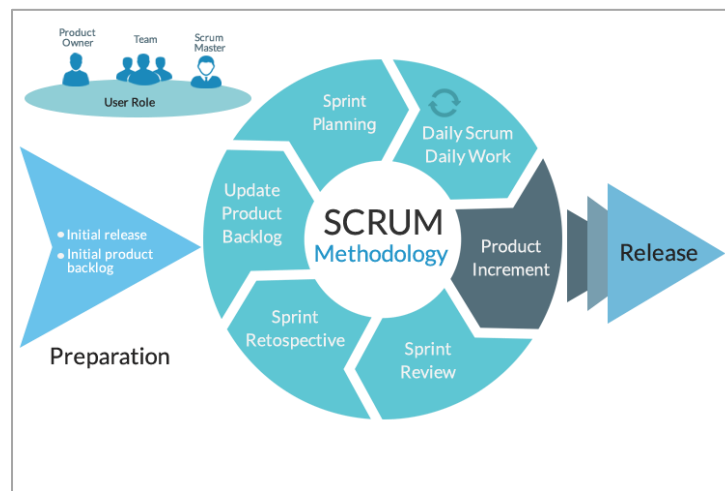 Product
Owner
Team
Scrum
Master
User Role
Initial release
Initial product
backlog
Preparation
Update
Product
Backlog
Sprint
Planning
Daily Scrum
Daily Work
Product
Increment
Sprint
Review
Sprint
Retospective
SCRUM
Methodology
Release